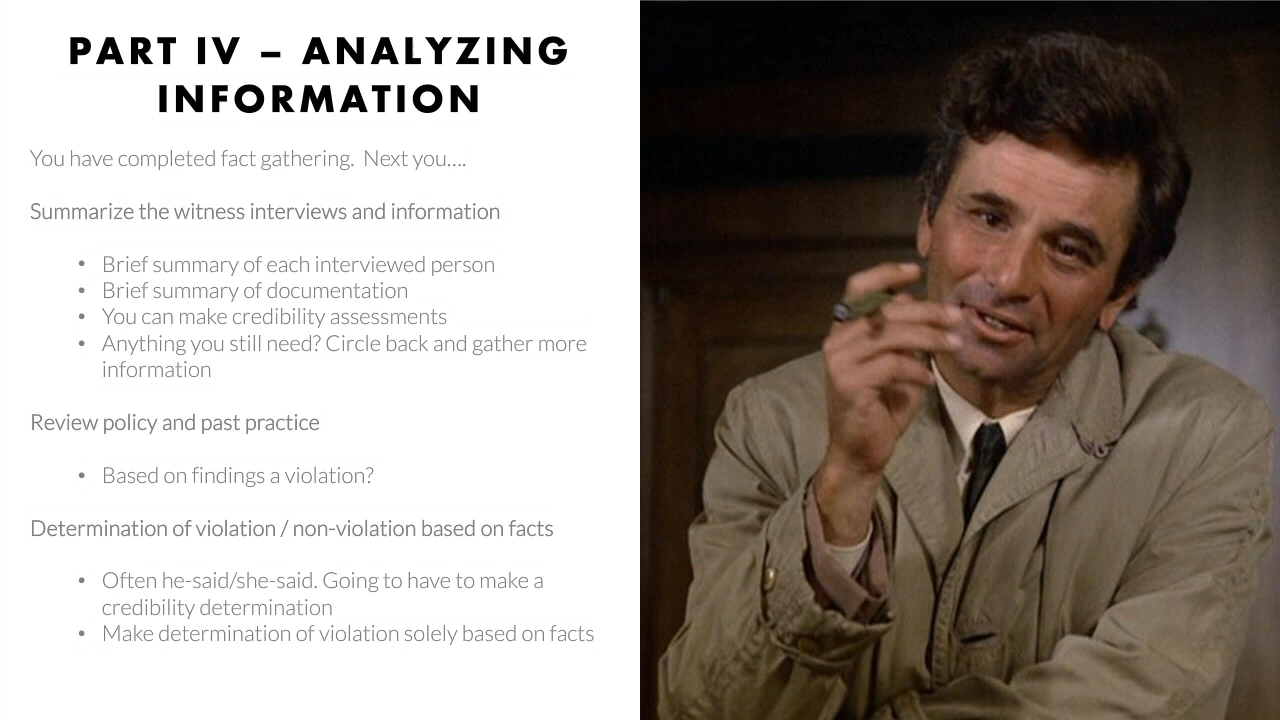 PART IV – ANALYZING
INFORMATION
You have completed fact gathering.  Next you….
Summarize the witness interviews and information
• Brief summary of each interviewed person
• Brief summary of documentation
• You can make credibility assessments
• Anything you still need? Circle back and gather more
information
Review policy and past practice
• Based on findings a violation?
Determination of violation / non-violation based on facts
• Often he-said/she-said. Going to have to make a
credibility determination
• Make determination of violation solely based on facts